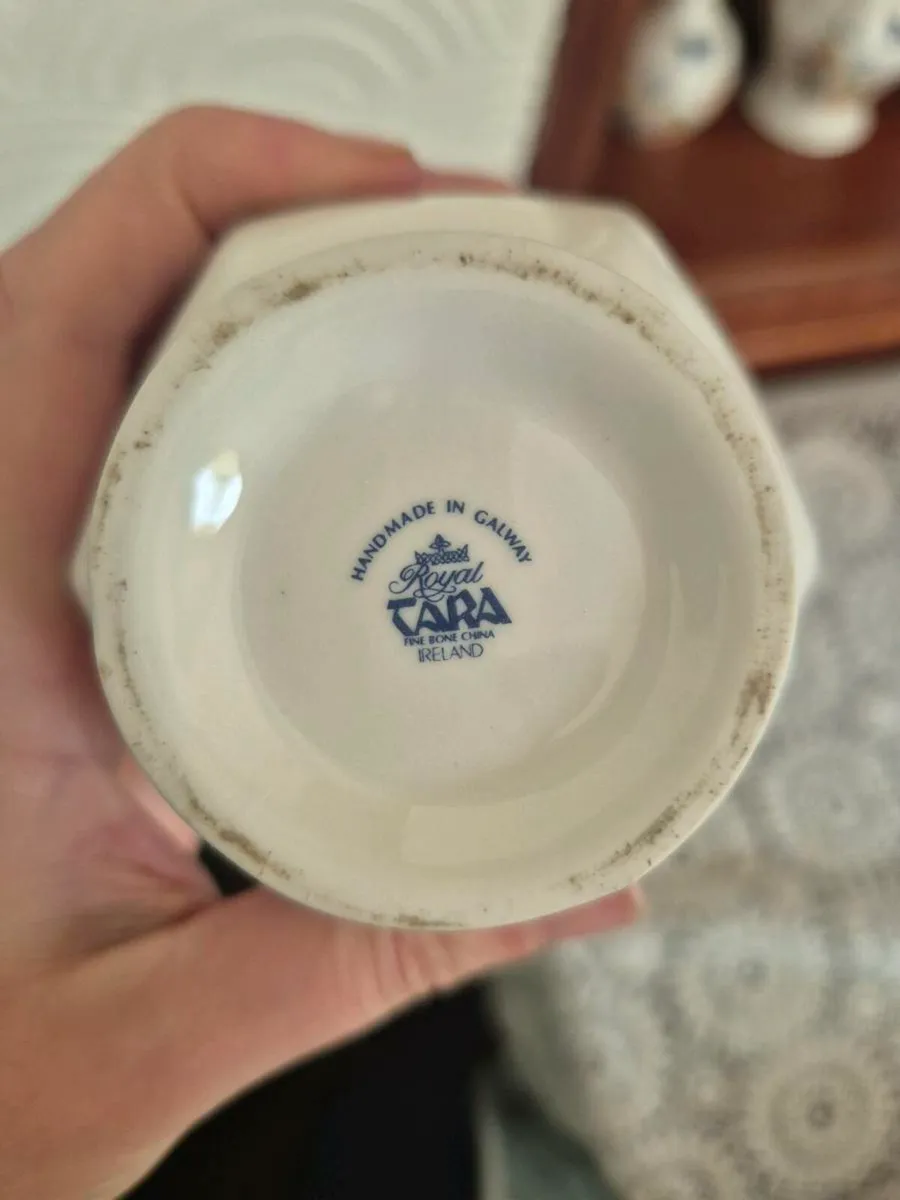 HANDMADE IN GALWAY
Royal
TARA
FINE BONE CHINA
IRELAND